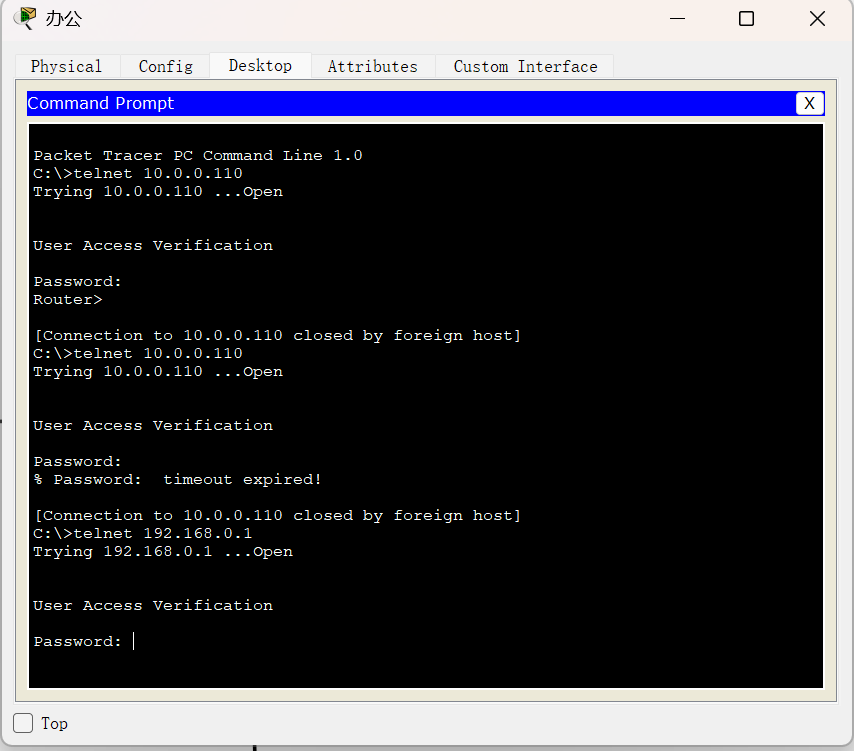 办公
Physical Config Desktop Attributes Custom Interface
Command Prompt X
Packet Tracer PC Command Line 1.0
C:\>telnet 10.0.0.110
Trying 10.0.0.110 ...Open
User Access Verification
Password:
Router>
[Connection to 10.0.0.110 closed by foreign host]
C:\>telnet 10.0.0.110
Trying 10.0.0.110 ...Open
User Access Verification
Password:
% Password:  timeout expired!
[Connection to 10.0.0.110 closed by foreign host]
C:\>telnet 192.168.0.1
Trying 192.168.0.1 ...Open
User Access Verification
Password:
Top